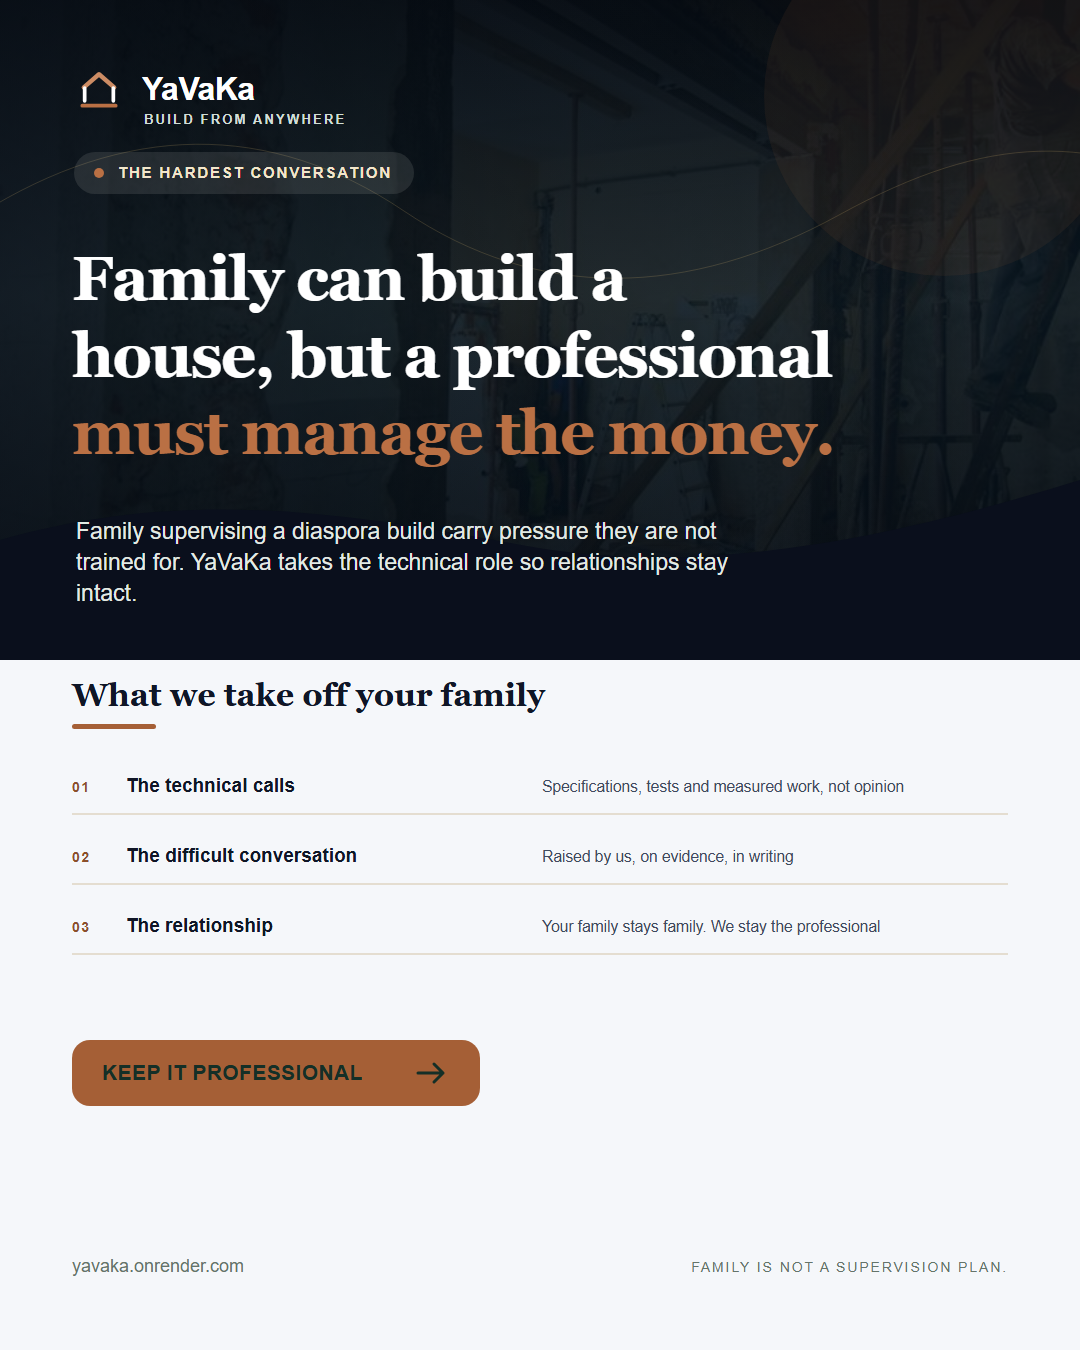 YaVaKa
BUILD FROM ANYWHERE
THE HARDEST CONVERSATION
Family can build a
house, but a professional
must manage the money.
Family supervising a diaspora build carry pressure they are not
trained for. YaVaKa takes the technical role so relationships stay
intact.
What we take off your family
01 The technical calls Specifications, tests and measured work, not opinion
02 The difficult conversation Raised by us, on evidence, in writing
03 The relationship Your family stays family. We stay the professional
KEEP IT PROFESSIONAL
yavaka.onrender.com FAMILY IS NOT A SUPERVISION PLAN.